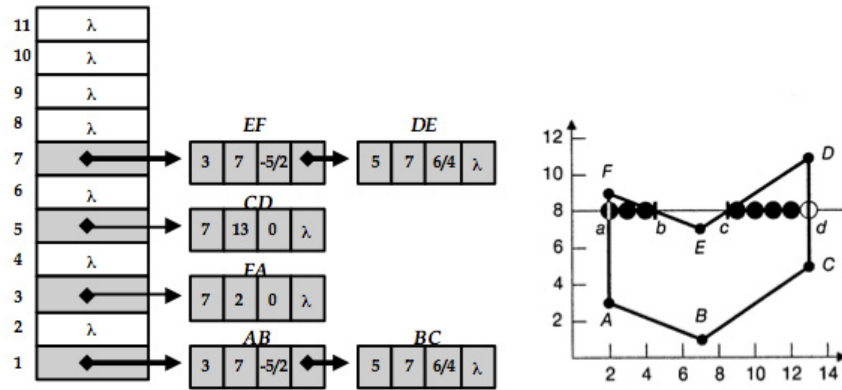 11 λ
10 λ
9 λ
8 λ
EF DE
7 3 7 -5/2 5 7 6/4 λ
6 λ
CD
5 7 13 0 λ
4 λ
FA
3 7 2 0 λ
2 λ
AB BC
1 3 7 -5/2 5 7 6/4 λ
12
D
10
F
8
a b c d
6 E
C
4
A B
2
2 4 6 8 10 12 14